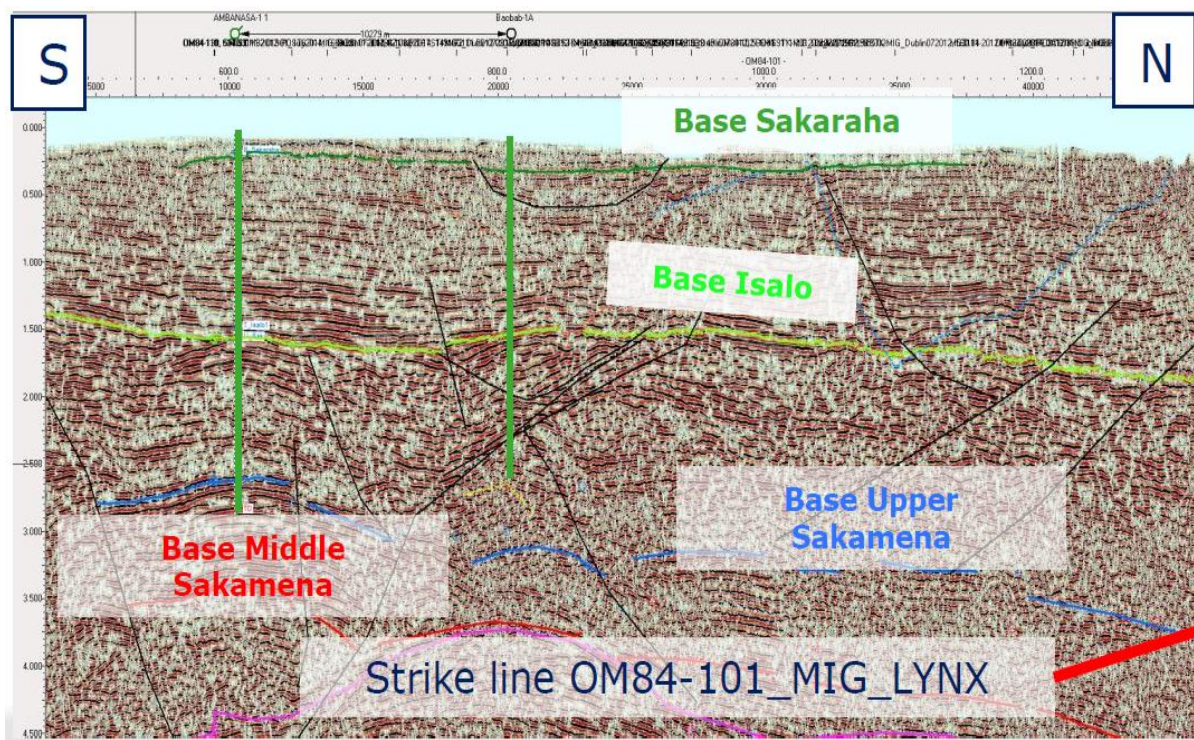 S
N
AMBANASA-1 1
Baobab-1A
10279 m
- OM84-101 -
600.0
800.0
1000.0
1200.0
5000
10000
15000
20000
25000
30000
35000
40000
0.000
0.500
1.000
1.500
2.000
2.500
3.000
3.500
4.000
4.500
Base Sakaraha
Base Isalo
Base Upper
Sakamena
Base Middle
Sakamena
Strike line OM84-101_MIG_LYNX